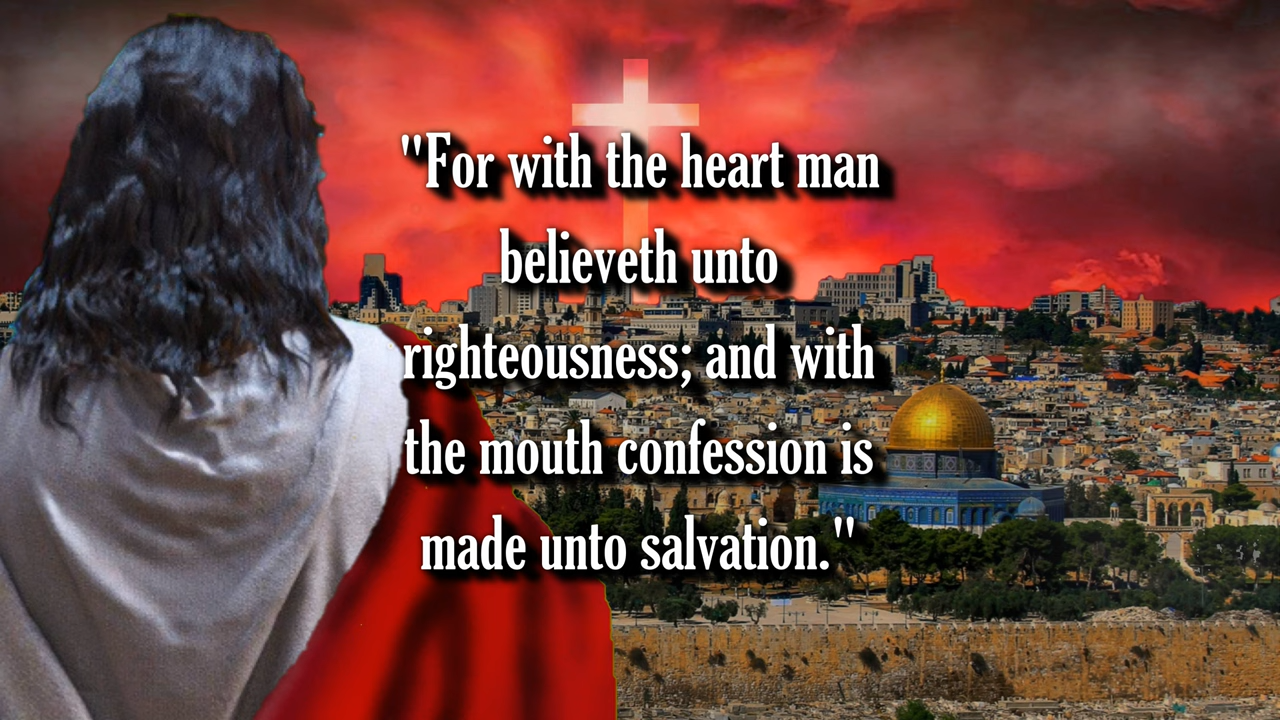 "For with the heart man
believeth unto
righteousness; and with
the mouth confession is
made unto salvation."